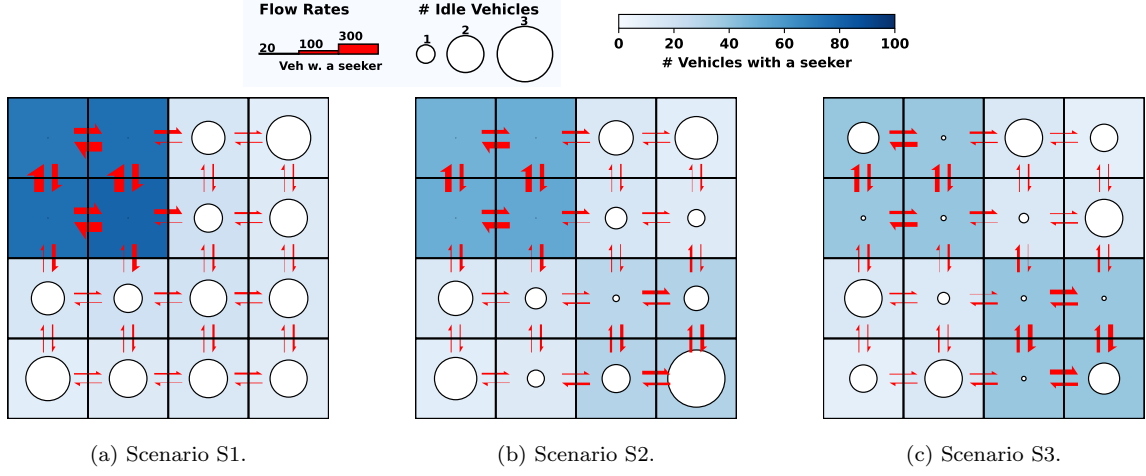 Flow Rates
20 100 300
Veh w. a seeker
# Idle Vehicles
1 2 3
0 20 40 60 80 100
# Vehicles with a seeker
(a) Scenario S1.
(b) Scenario S2.
(c) Scenario S3.